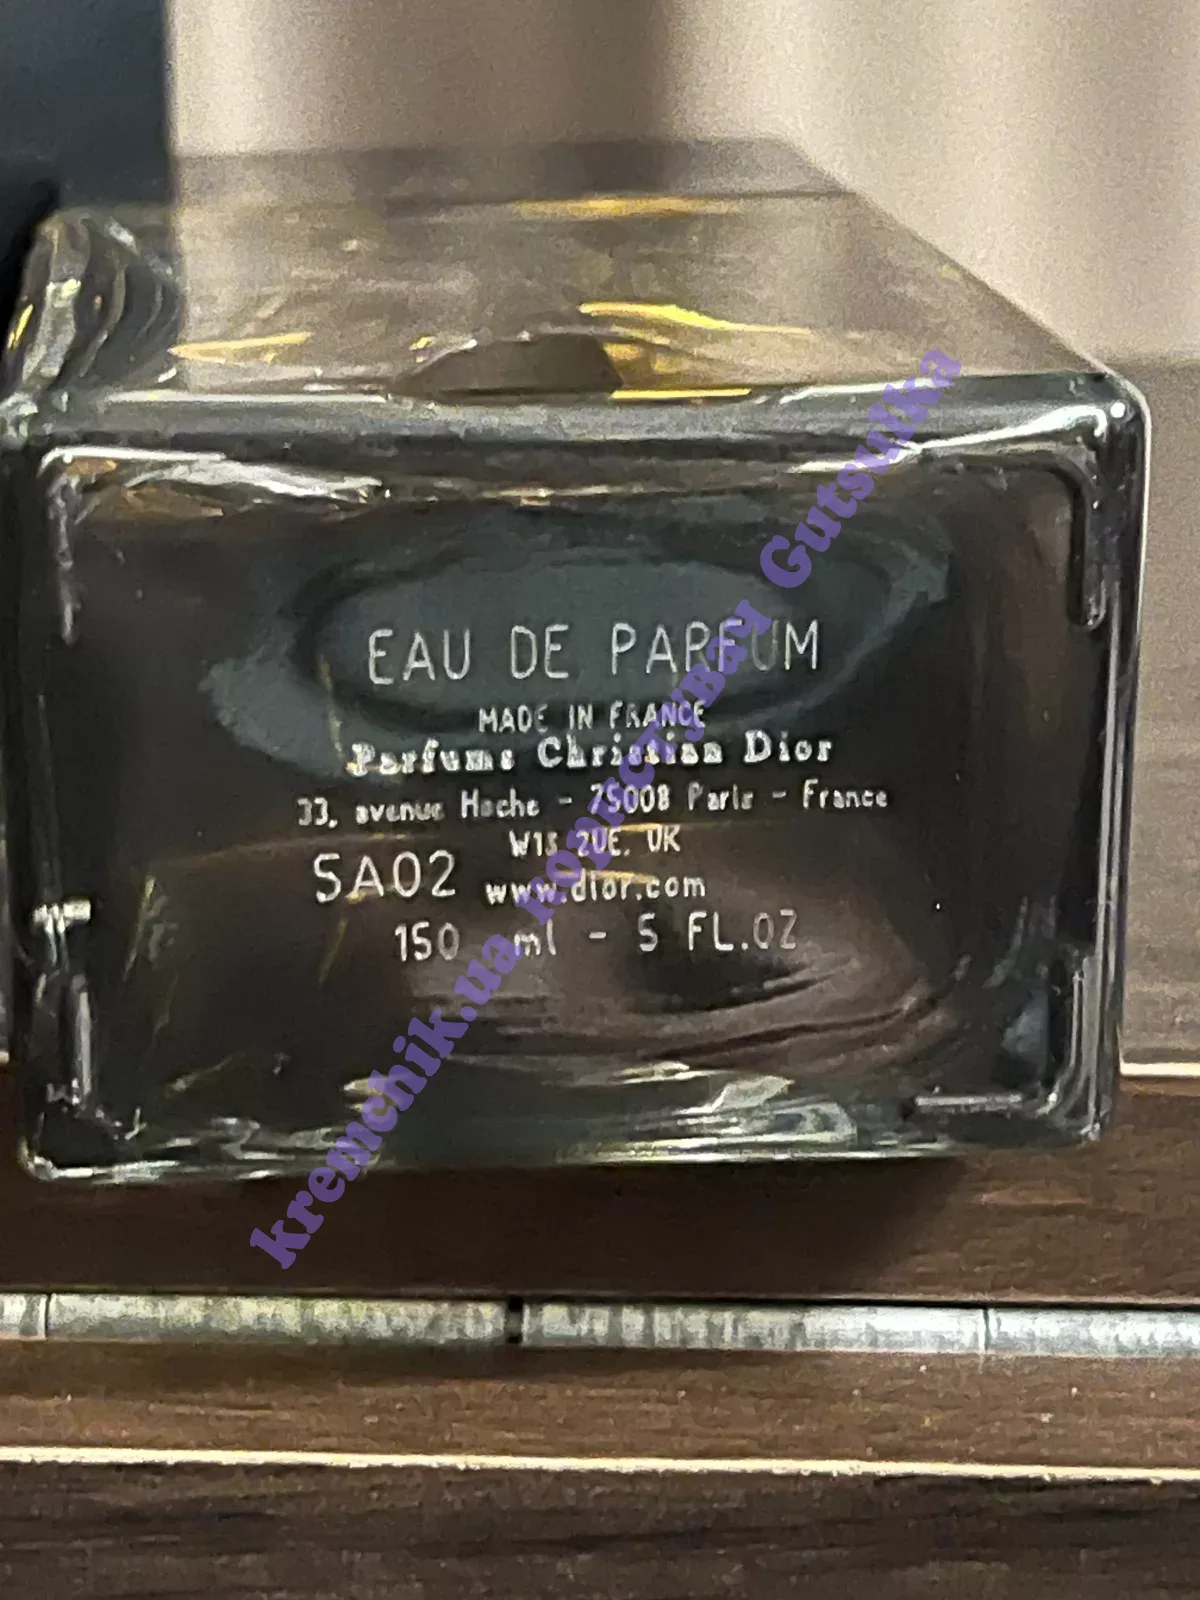 EAU DE PARFUM
MADE IN FRANCE
Parfums Christian Dior
33, avenue Hoche - 75008 Paris - France
W1S 2UE, UK
5A02 www.dior.com
150 ml - 5 FL.OZ
kremchik.ua користувач Gutsulka